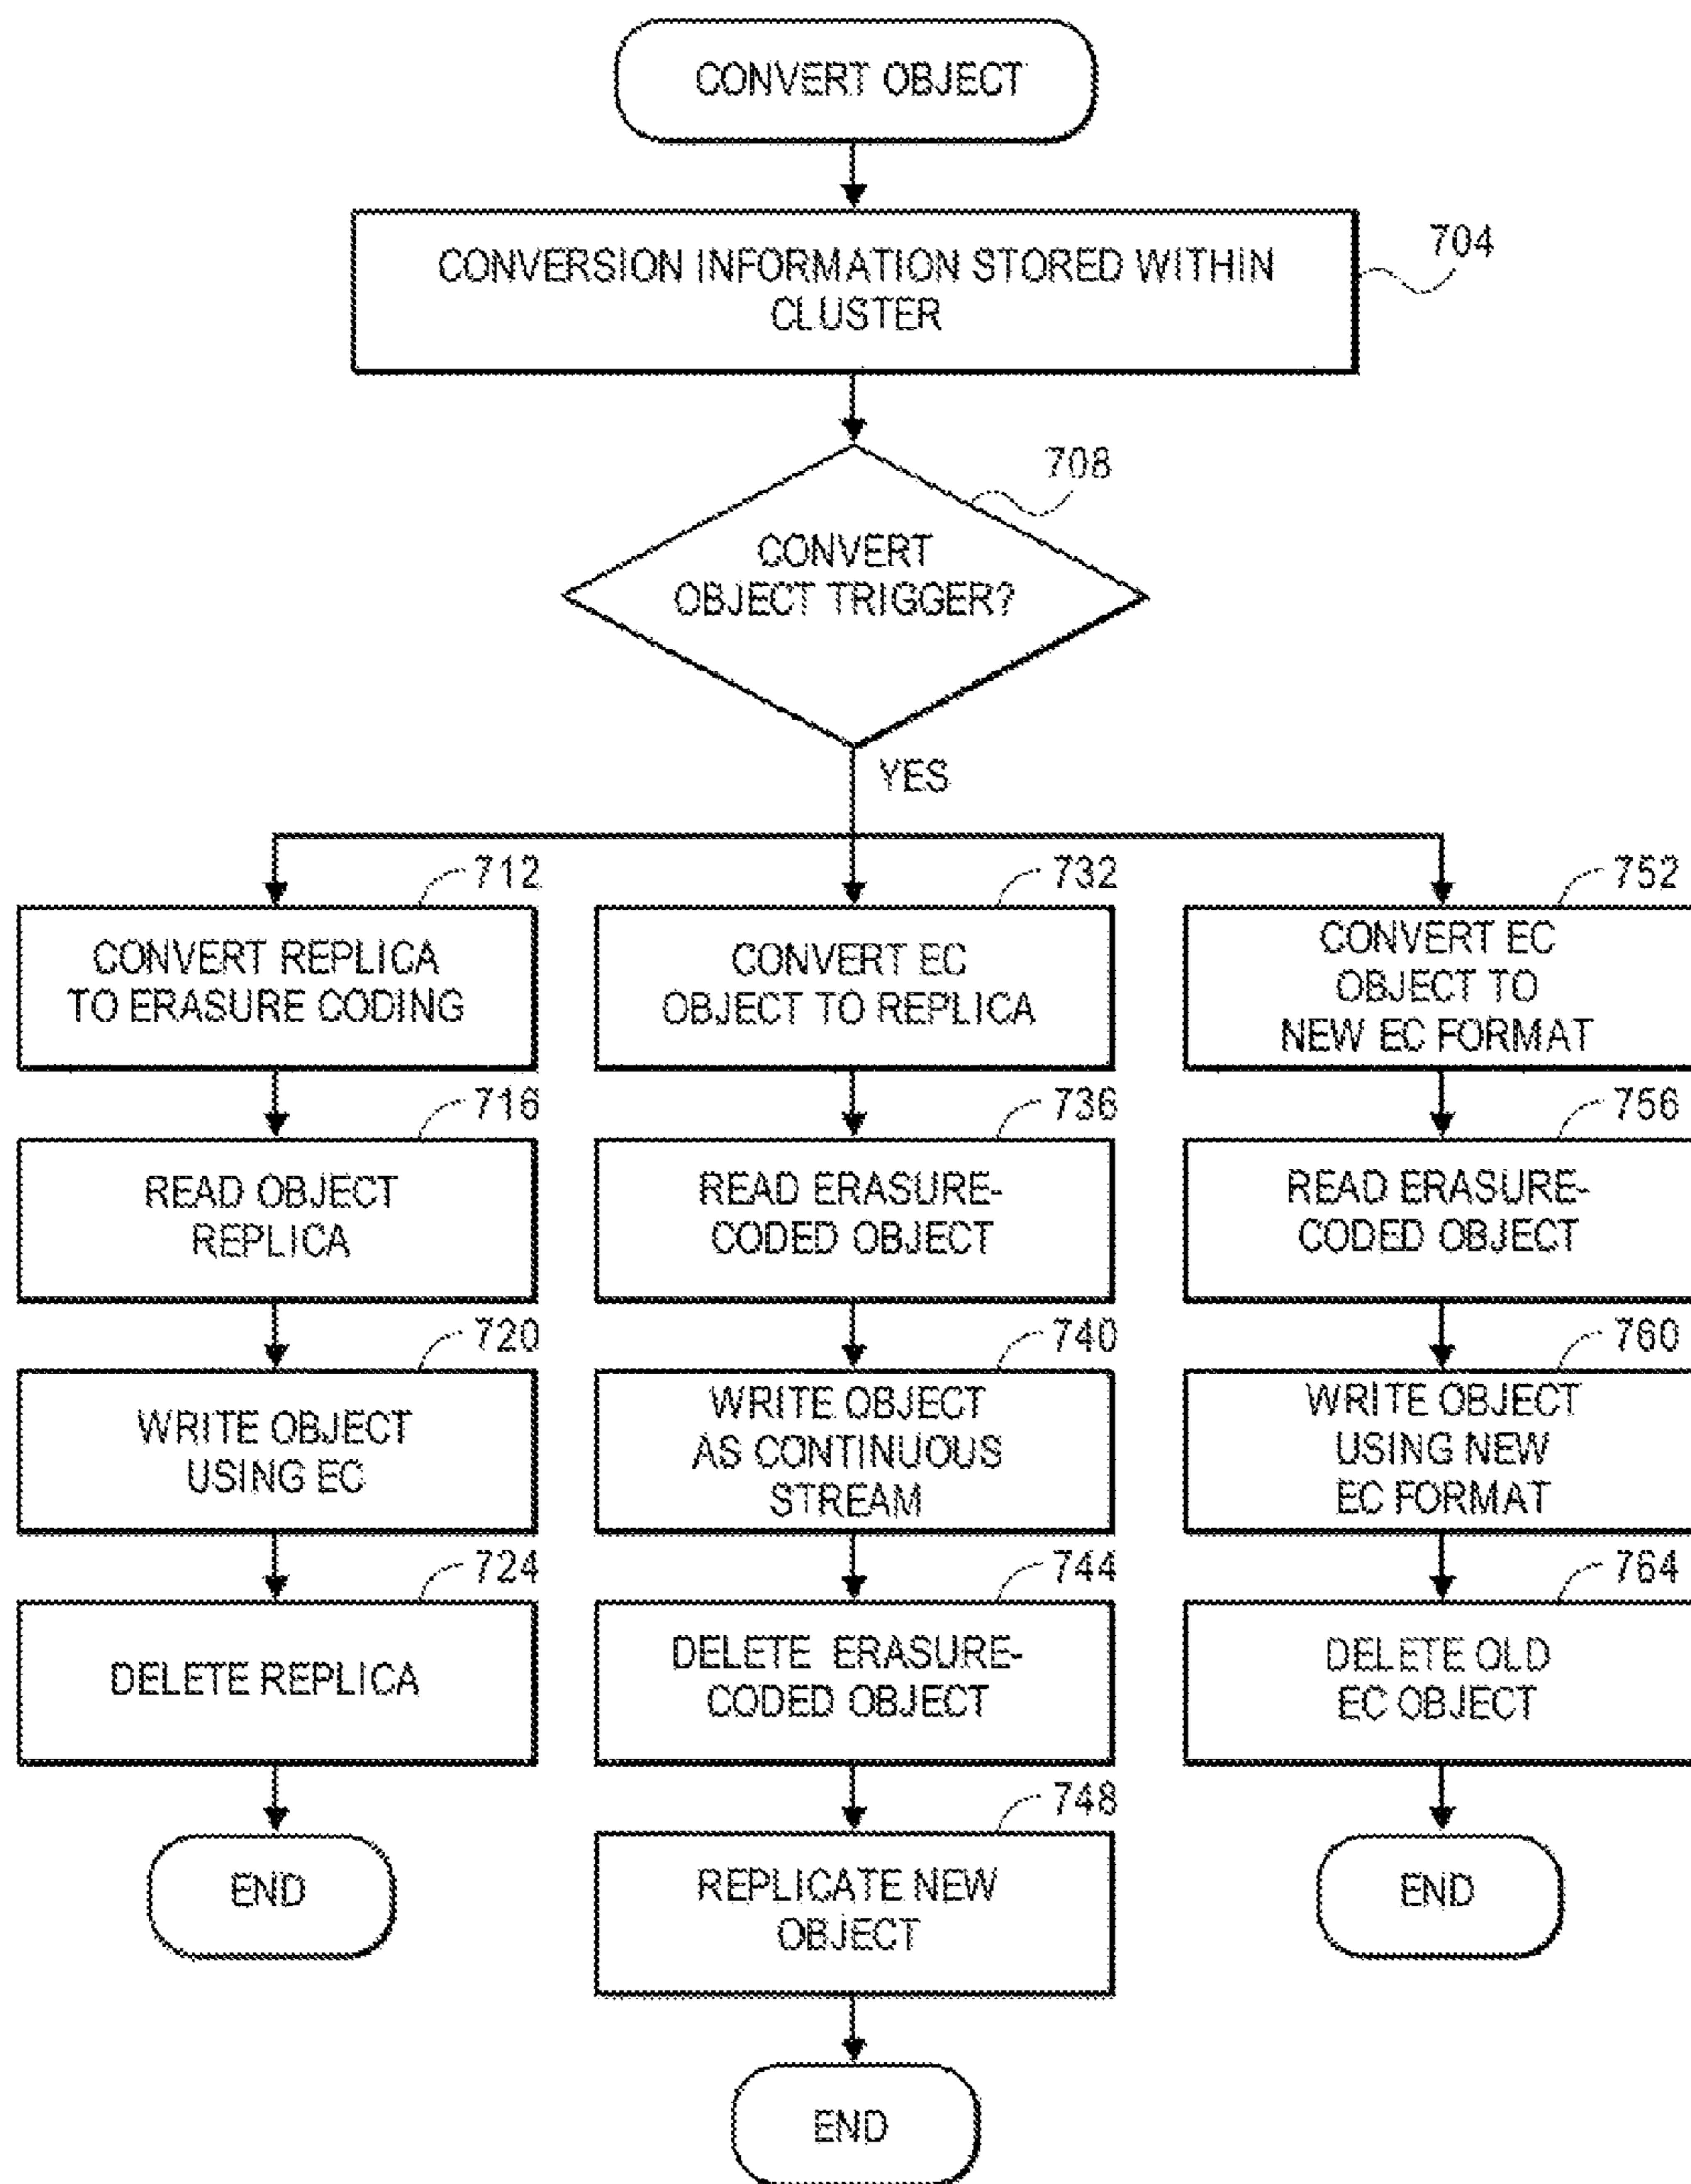 CONVERT OBJECT
CONVERSION INFORMATION STORED WITHIN
CLUSTER
704
708
CONVERT
OBJECT TRIGGER?
YES
712
CONVERT REPLICA
TO ERASURE CODING
716
READ OBJECT
REPLICA
720
WRITE OBJECT
USING EC
724
DELETE REPLICA
END
732
CONVERT EC
OBJECT TO REPLICA
736
READ ERASURE-
CODED OBJECT
740
WRITE OBJECT
AS CONTINUOUS
STREAM
744
DELETE ERASURE-
CODED OBJECT
748
REPLICATE NEW
OBJECT
END
752
CONVERT EC
OBJECT TO
NEW EC FORMAT
756
READ ERASURE-
CODED OBJECT
760
WRITE OBJECT
USING NEW
EC FORMAT
764
DELETE OLD
EC OBJECT
END